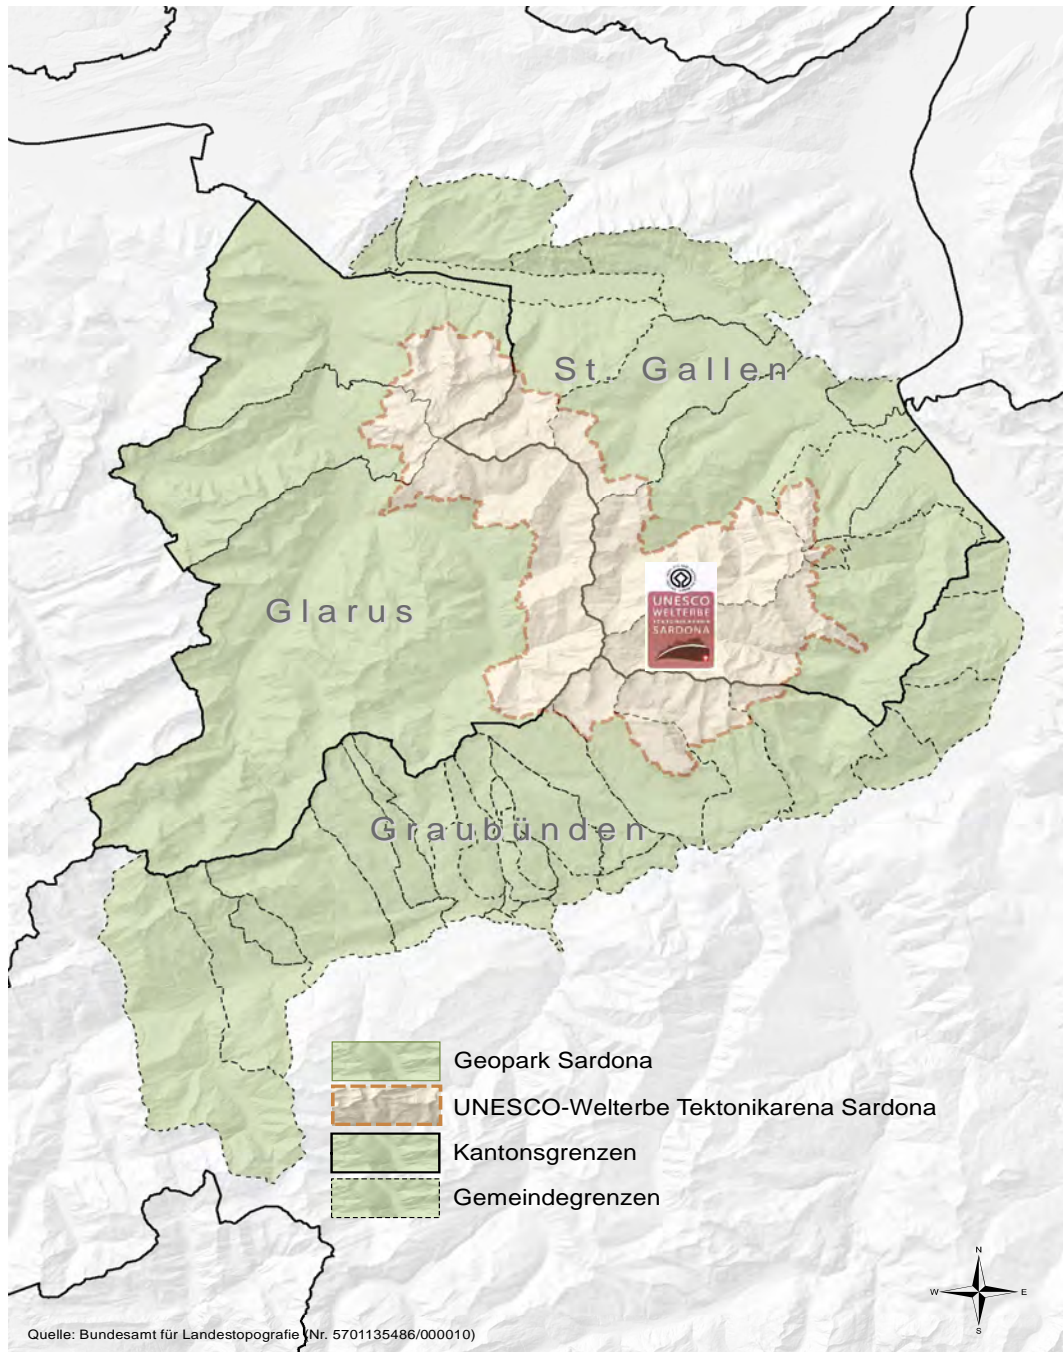 St. Gallen
Glarus
UNESCO
WELTERBE
TEKTONIKARENA
SARDONA
Graubünden
Geopark Sardona
UNESCO-Welterbe Tektonikarena Sardona
Kantonsgrenzen
Gemeindegrenzen
N
W
E
S
Quelle: Bundesamt für Landestopografie (Nr. 5701135486/000010)